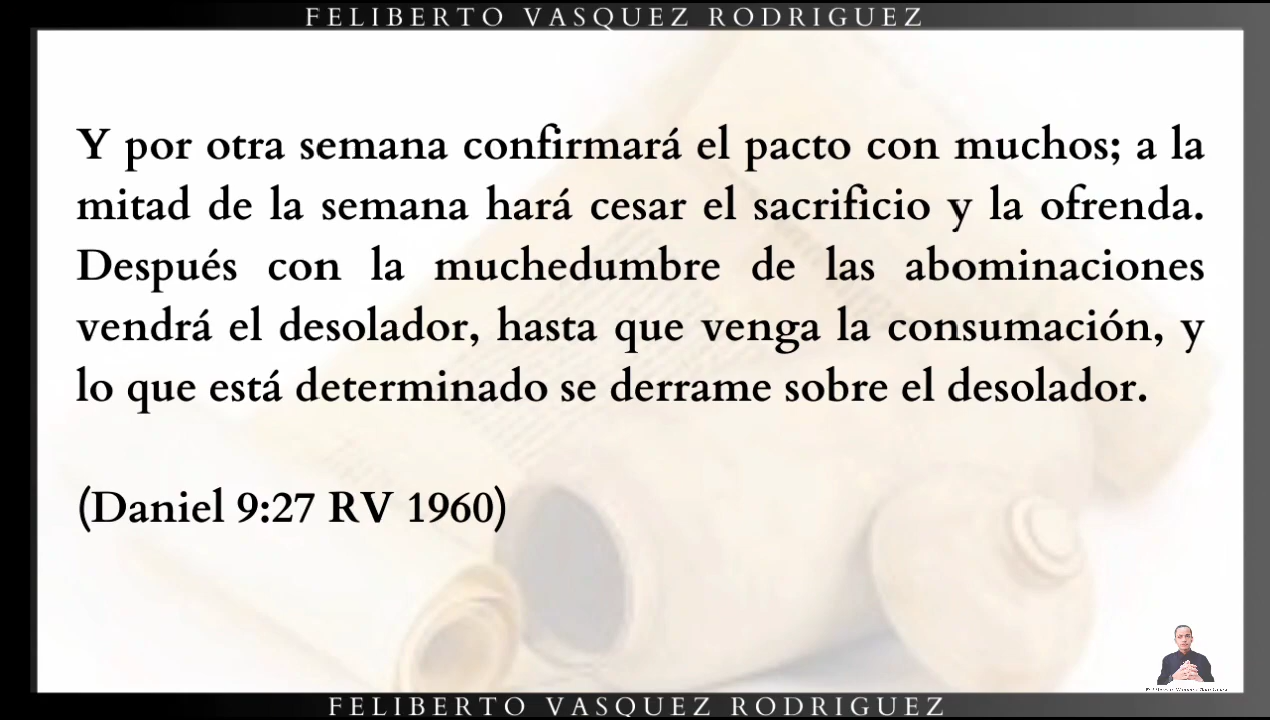 FELIBERTO VASQUEZ RODRIGUEZ
Y por otra semana confirmará el pacto con muchos; a la
mitad de la semana hará cesar el sacrificio y la ofrenda.
Después con la muchedumbre de las abominaciones
vendrá el desolador, hasta que venga la consumación, y
lo que está determinado se derrame sobre el desolador.
(Daniel 9:27 RV 1960)
FELIBERTO VASQUEZ RODRIGUEZ